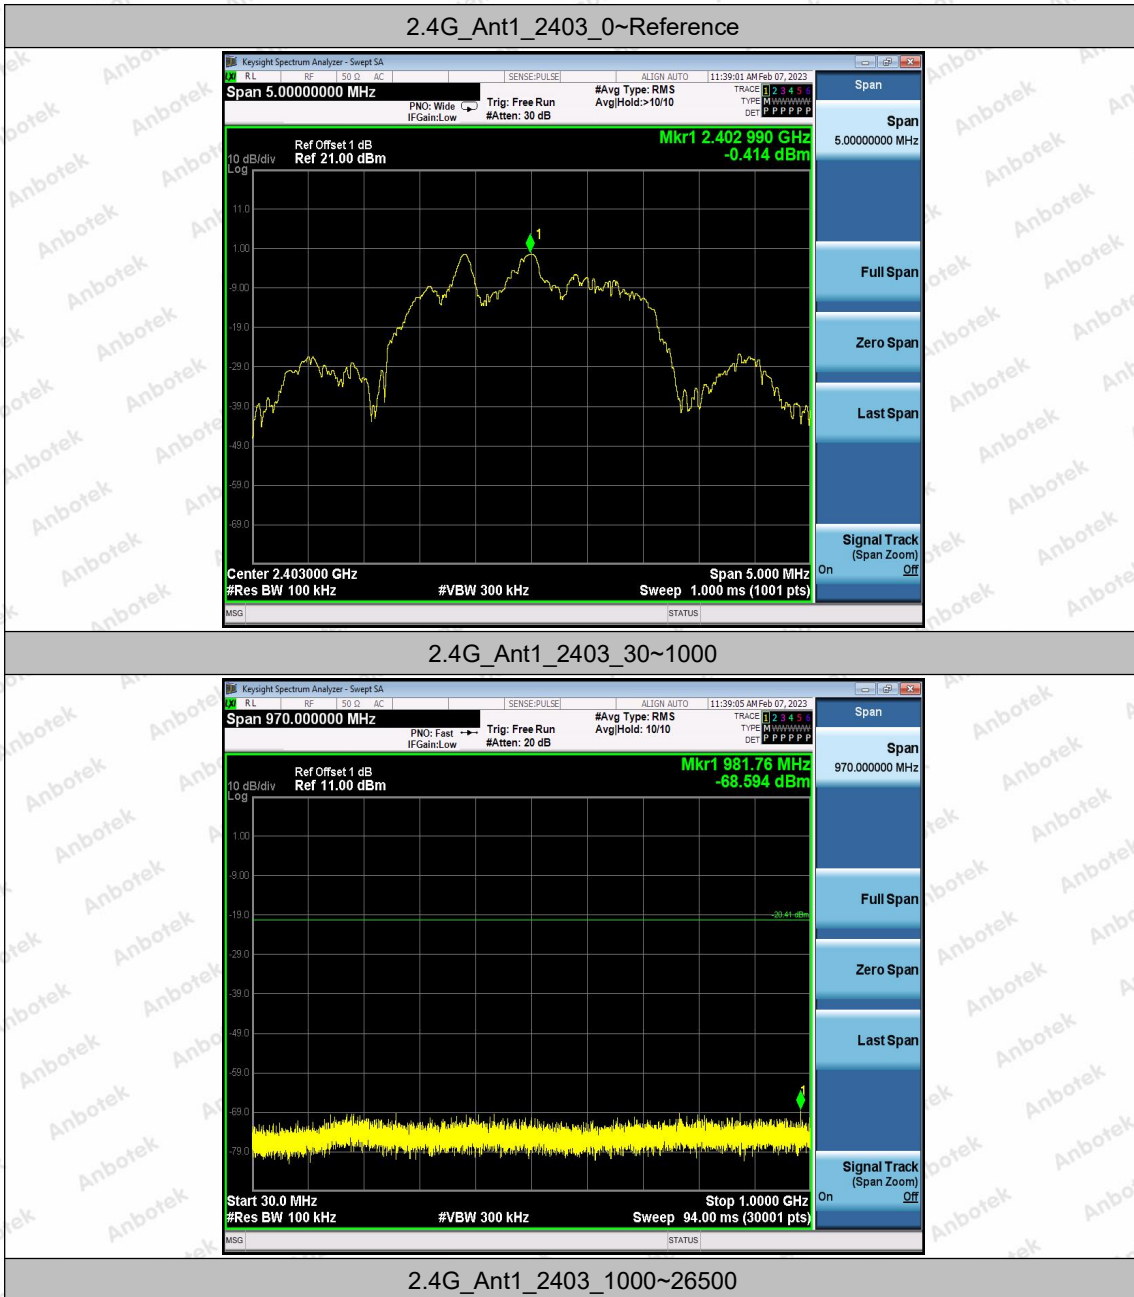 2.4G_Ant1_2403_0~Reference
Keysight Spectrum Analyzer - Swept SA
LXI RL RF 50 Ω AC SENSE:PULSE ALIGN AUTO 11:39:01 AM Feb 07, 2023
Span 5.00000000 MHz
PNO: Wide
IFGain:Low
Trig: Free Run
#Atten: 30 dB
#Avg Type: RMS
Avg|Hold:>10/10
TRACE 1 2 3 4 5 6
TYPE M W W W W W
DET P P P P P P
Span
Span
5.00000000 MHz
Full Span
Zero Span
Last Span
Signal Track
(Span Zoom)
On Off
Mkr1 2.402 990 GHz
-0.414 dBm
Ref Offset 1 dB
10 dB/div Ref 21.00 dBm
Log
1
11.0
1.00
-9.00
-19.0
-29.0
-39.0
-49.0
-59.0
-69.0
Center 2.403000 GHz Span 5.000 MHz
#Res BW 100 kHz #VBW 300 kHz Sweep 1.000 ms (1001 pts)
MSG STATUS
2.4G_Ant1_2403_30~1000
Keysight Spectrum Analyzer - Swept SA
LXI RL RF 50 Ω AC SENSE:PULSE ALIGN AUTO 11:39:05 AM Feb 07, 2023
Span 970.000000 MHz
PNO: Fast
IFGain:Low
Trig: Free Run
#Atten: 20 dB
#Avg Type: RMS
Avg|Hold: 10/10
TRACE 1 2 3 4 5 6
TYPE M W W W W W
DET P P P P P P
Span
Span
970.000000 MHz
Full Span
Zero Span
Last Span
Signal Track
(Span Zoom)
On Off
Mkr1 981.76 MHz
-68.594 dBm
Ref Offset 1 dB
10 dB/div Ref 11.00 dBm
Log
1.00
-9.00
-19.0
-20.41 dBm
-29.0
-39.0
-49.0
-59.0
1
-69.0
-79.0
Start 30.0 MHz Stop 1.0000 GHz
#Res BW 100 kHz #VBW 300 kHz Sweep 94.00 ms (30001 pts)
MSG STATUS
2.4G_Ant1_2403_1000~26500
Anbotek